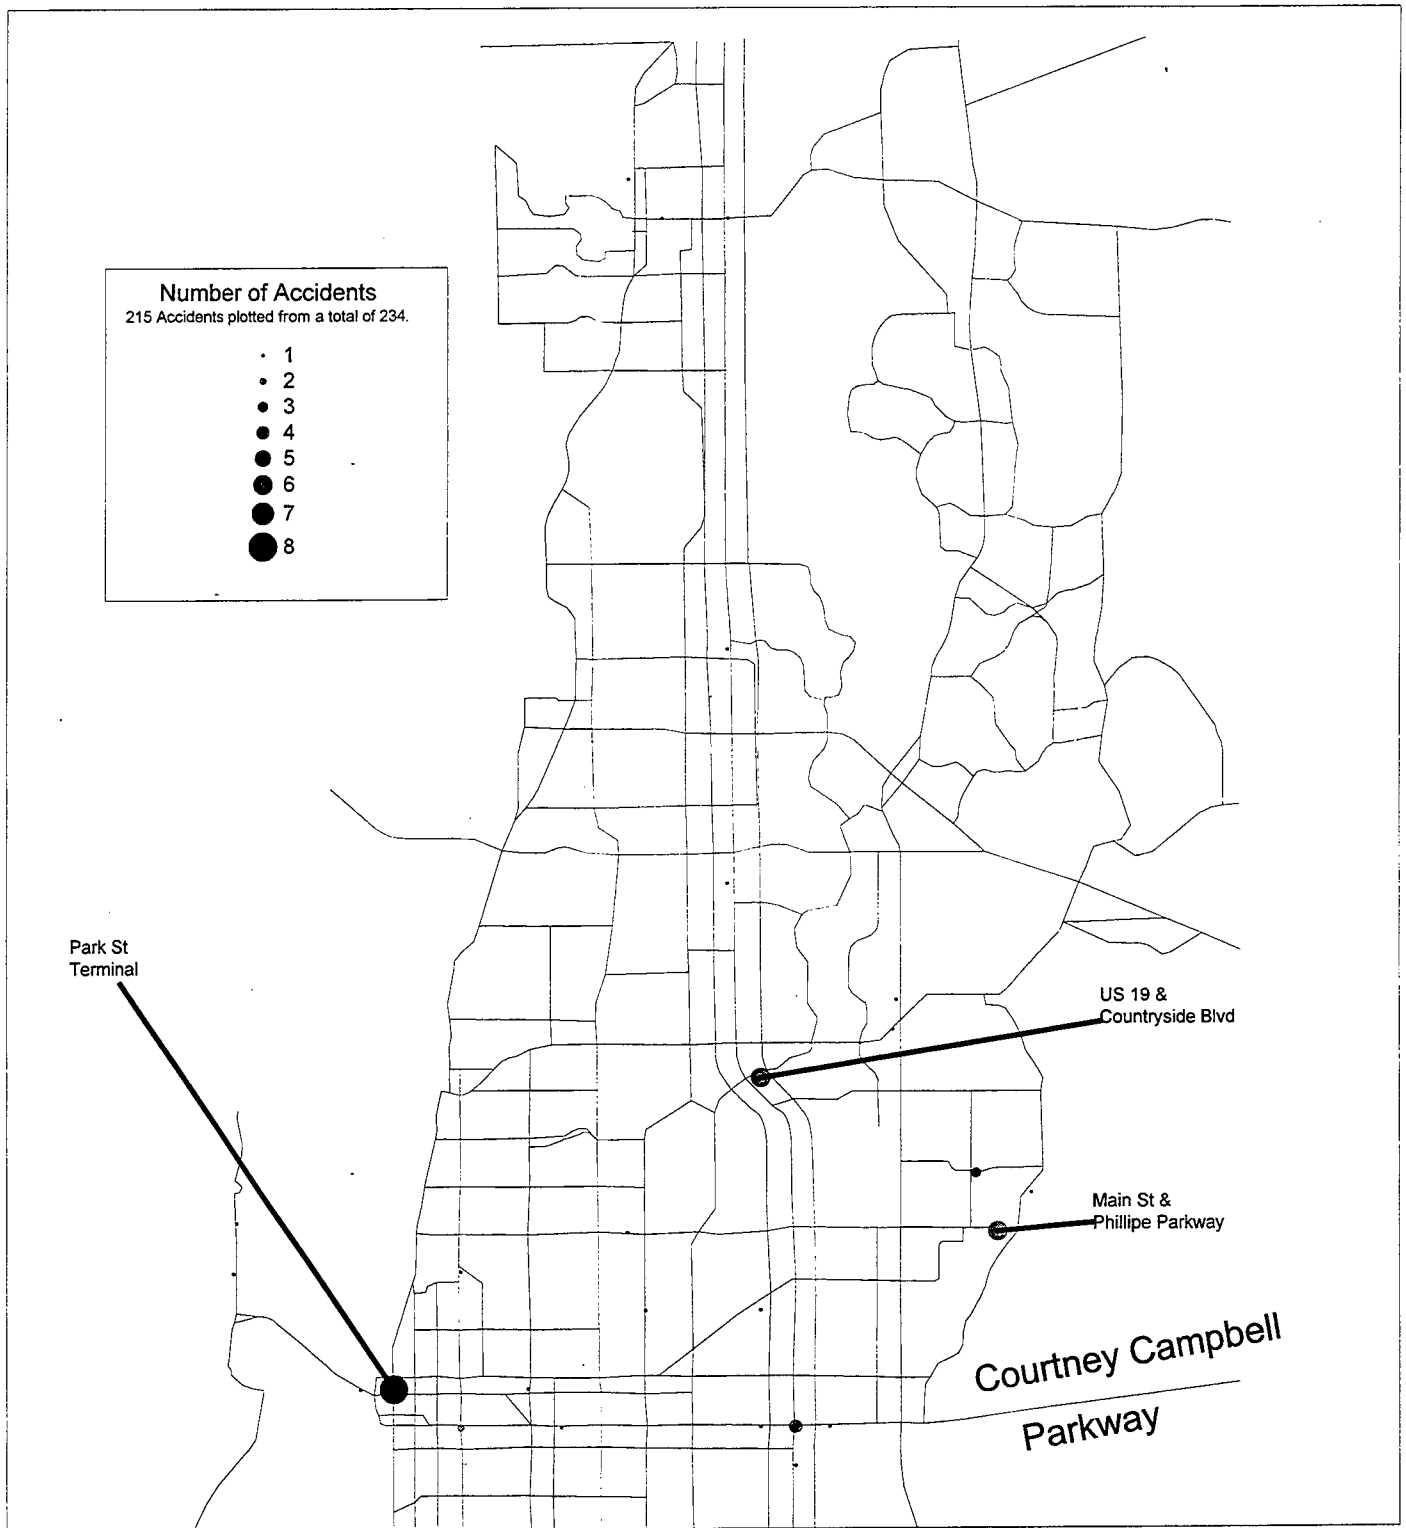 Number of Accidents
215 Accidents plotted from a total of 234.
1
2
3
4
5
6
7
8
Park St
Terminal
US 19 &
Countryside Blvd
Main St &
Phillipe Parkway
Courtney Campbell
Parkway